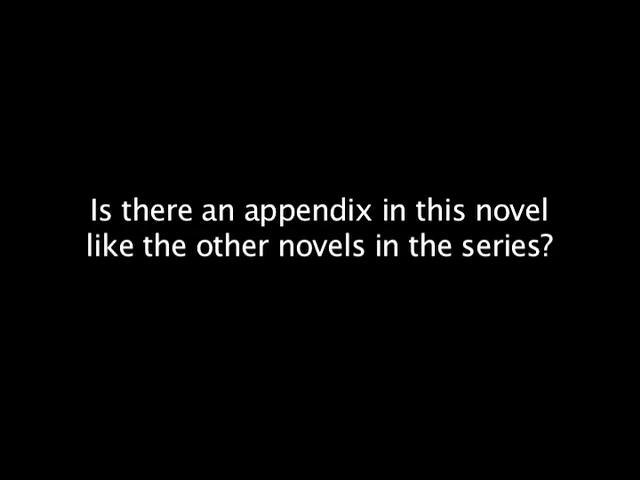 Is there an appendix in this novel
like the other novels in the series?